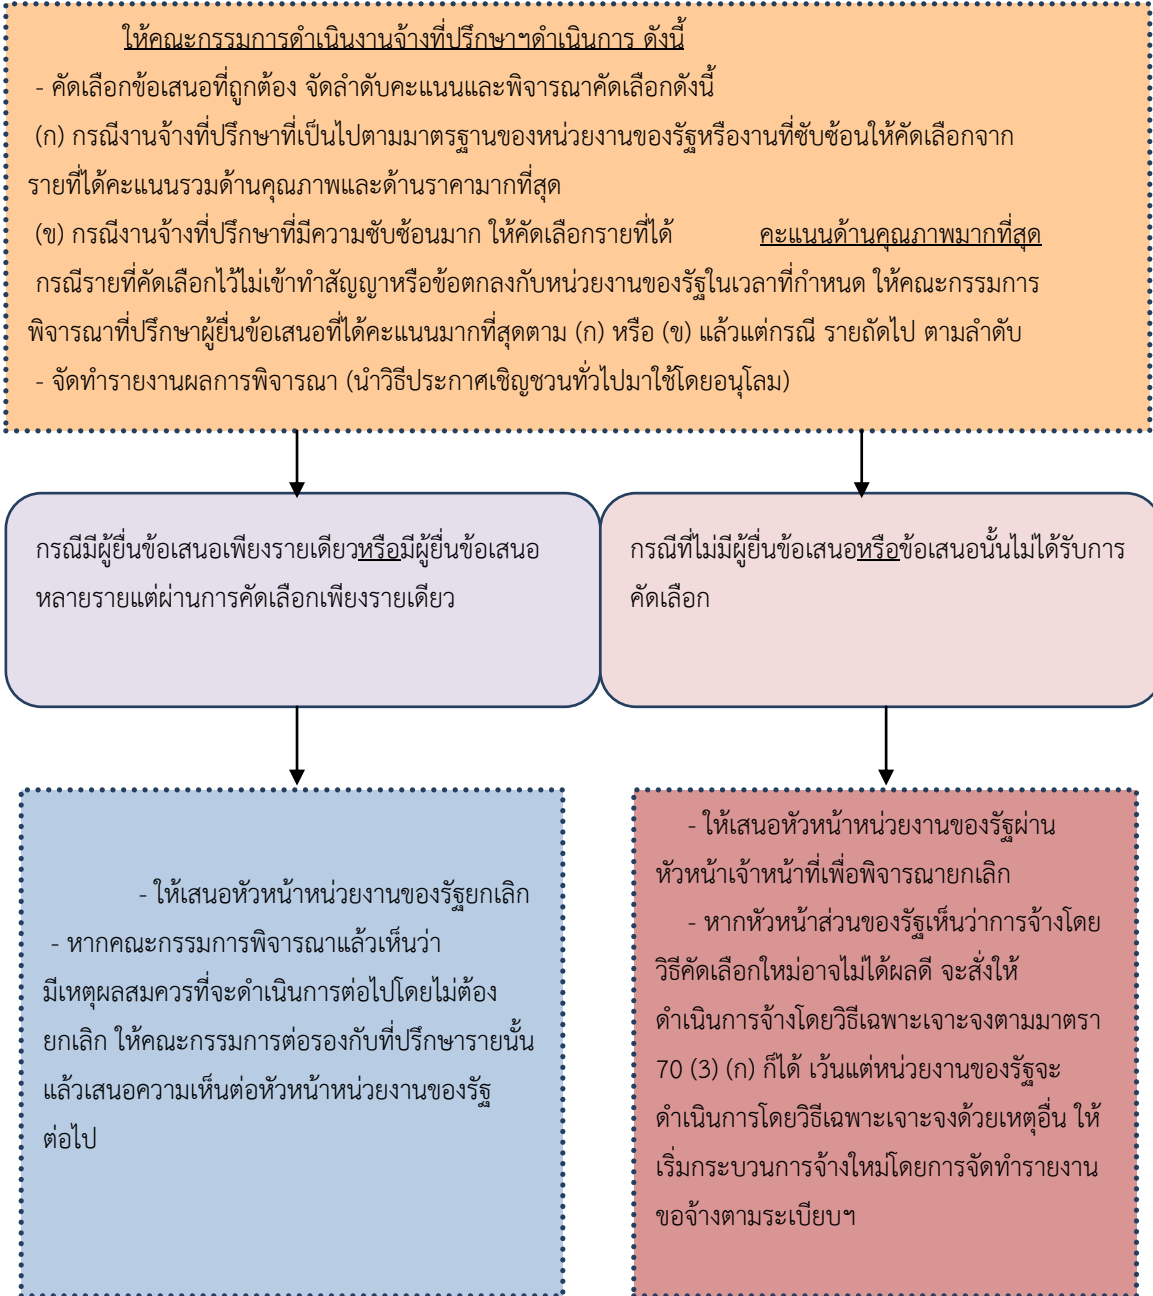 ให้คณะกรรมการดำเนินงานจ้างที่ปรึกษาฯดำเนินการ ดังนี้
- คัดเลือกข้อเสนอที่ถูกต้อง จัดลำดับคะแนนและพิจารณาคัดเลือกดังนี้
(ก) กรณีงานจ้างที่ปรึกษาที่เป็นไปตามมาตรฐานของหน่วยงานของรัฐหรืองานที่ซับซ้อนให้คัดเลือกจาก
รายที่ได้คะแนนรวมด้านคุณภาพและด้านราคามากที่สุด
(ข) กรณีงานจ้างที่ปรึกษาที่มีความซับซ้อนมาก ให้คัดเลือกรายที่ได้ คะแนนด้านคุณภาพมากที่สุด
กรณีรายที่คัดเลือกไว้ไม่เข้าทำสัญญาหรือข้อตกลงกับหน่วยงานของรัฐในเวลาที่กำหนด ให้คณะกรรมการ
พิจารณาที่ปรึกษาผู้ยื่นข้อเสนอที่ได้คะแนนมากที่สุดตาม (ก) หรือ (ข) แล้วแต่กรณี รายถัดไป ตามลำดับ
- จัดทำรายงานผลการพิจารณา (นำวิธีประกาศเชิญชวนทั่วไปมาใช้โดยอนุโลม)
กรณีมีผู้ยื่นข้อเสนอเพียงรายเดียวหรือมีผู้ยื่นข้อเสนอ
หลายรายแต่ผ่านการคัดเลือกเพียงรายเดียว
กรณีที่ไม่มีผู้ยื่นข้อเสนอหรือข้อเสนอนั้นไม่ได้รับการ
คัดเลือก
- ให้เสนอหัวหน้าหน่วยงานของรัฐยกเลิก
- หากคณะกรรมการพิจารณาแล้วเห็นว่า
มีเหตุผลสมควรที่จะดำเนินการต่อไปโดยไม่ต้อง
ยกเลิก ให้คณะกรรมการต่อรองกับที่ปรึกษารายนั้น
แล้วเสนอความเห็นต่อหัวหน้าหน่วยงานของรัฐ
ต่อไป
- ให้เสนอหัวหน้าหน่วยงานของรัฐผ่าน
หัวหน้าเจ้าหน้าที่เพื่อพิจารณายกเลิก
- หากหัวหน้าส่วนของรัฐเห็นว่าการจ้างโดย
วิธีคัดเลือกใหม่อาจไม่ได้ผลดี จะสั่งให้
ดำเนินการจ้างโดยวิธีเฉพาะเจาะจงตามมาตรา
70 (3) (ก) ก็ได้ เว้นแต่หน่วยงานของรัฐจะ
ดำเนินการโดยวิธีเฉพาะเจาะจงด้วยเหตุอื่น ให้
เริ่มกระบวนการจ้างใหม่โดยการจัดทำรายงาน
ขอจ้างตามระเบียบฯ